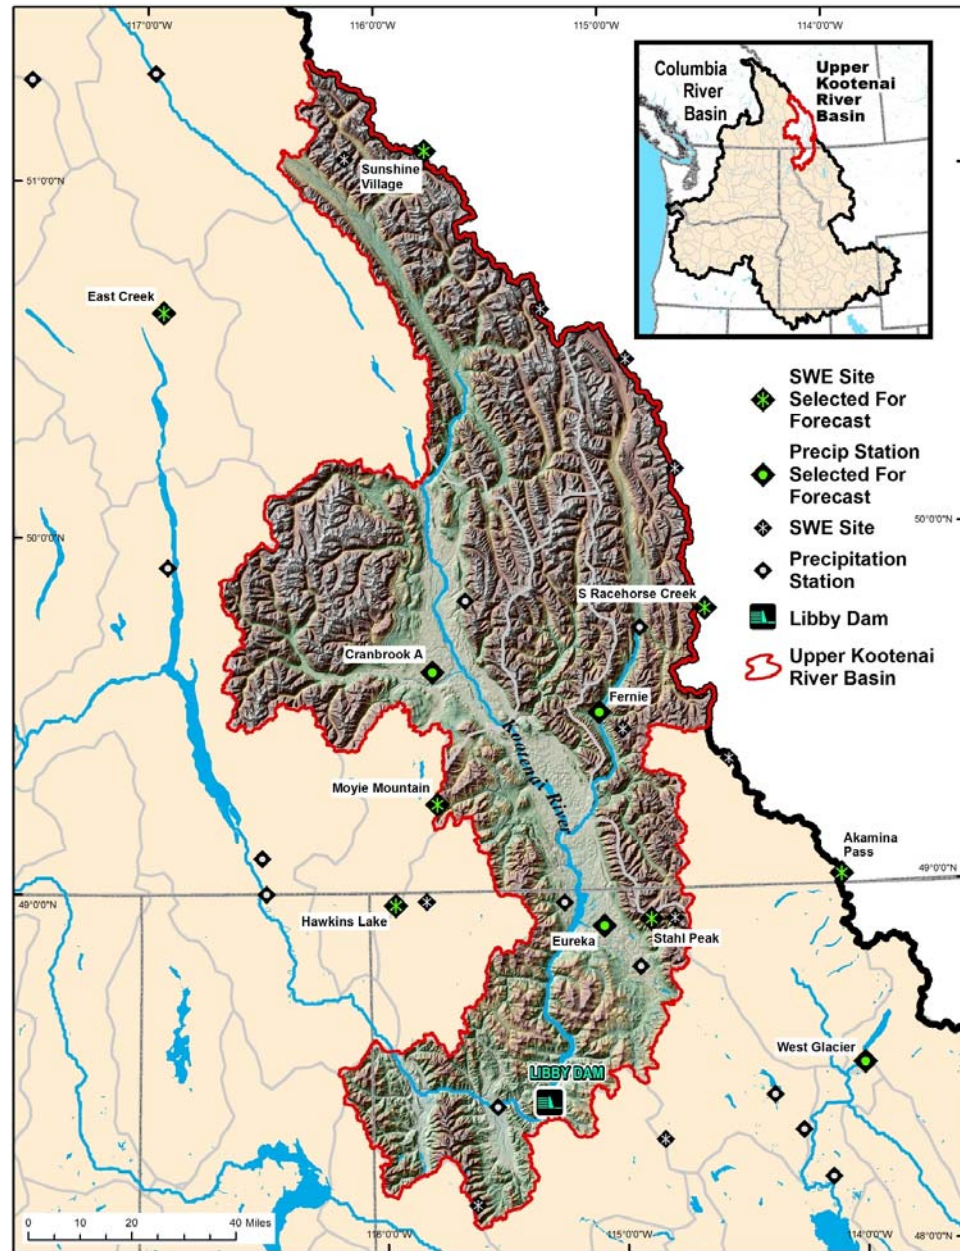 117°0'0"W
116°0'0"W
115°0'0"W
114°0'0"W
Columbia
River
Basin
Upper
Kootenai
River
Basin
51°0'0"N
Sunshine
Village
East Creek
SWE Site
Selected For
Forecast
Precip Station
Selected For
Forecast
SWE Site
Precipitation
Station
Libby Dam
Upper Kootenai
River Basin
50°0'0"N
50°0'0"N
S Racehorse Creek
Cranbrook A
Fernie
Kootenai River
Moyie Mountain
Akamina
Pass
49°0'0"N
49°0'0"N
Hawkins Lake
Eureka
Stahl Peak
West Glacier
LIBBY DAM
0 10 20 40 Miles
116°0'0"W
115°0'0"W
114°0'0"W
48°0'0"N